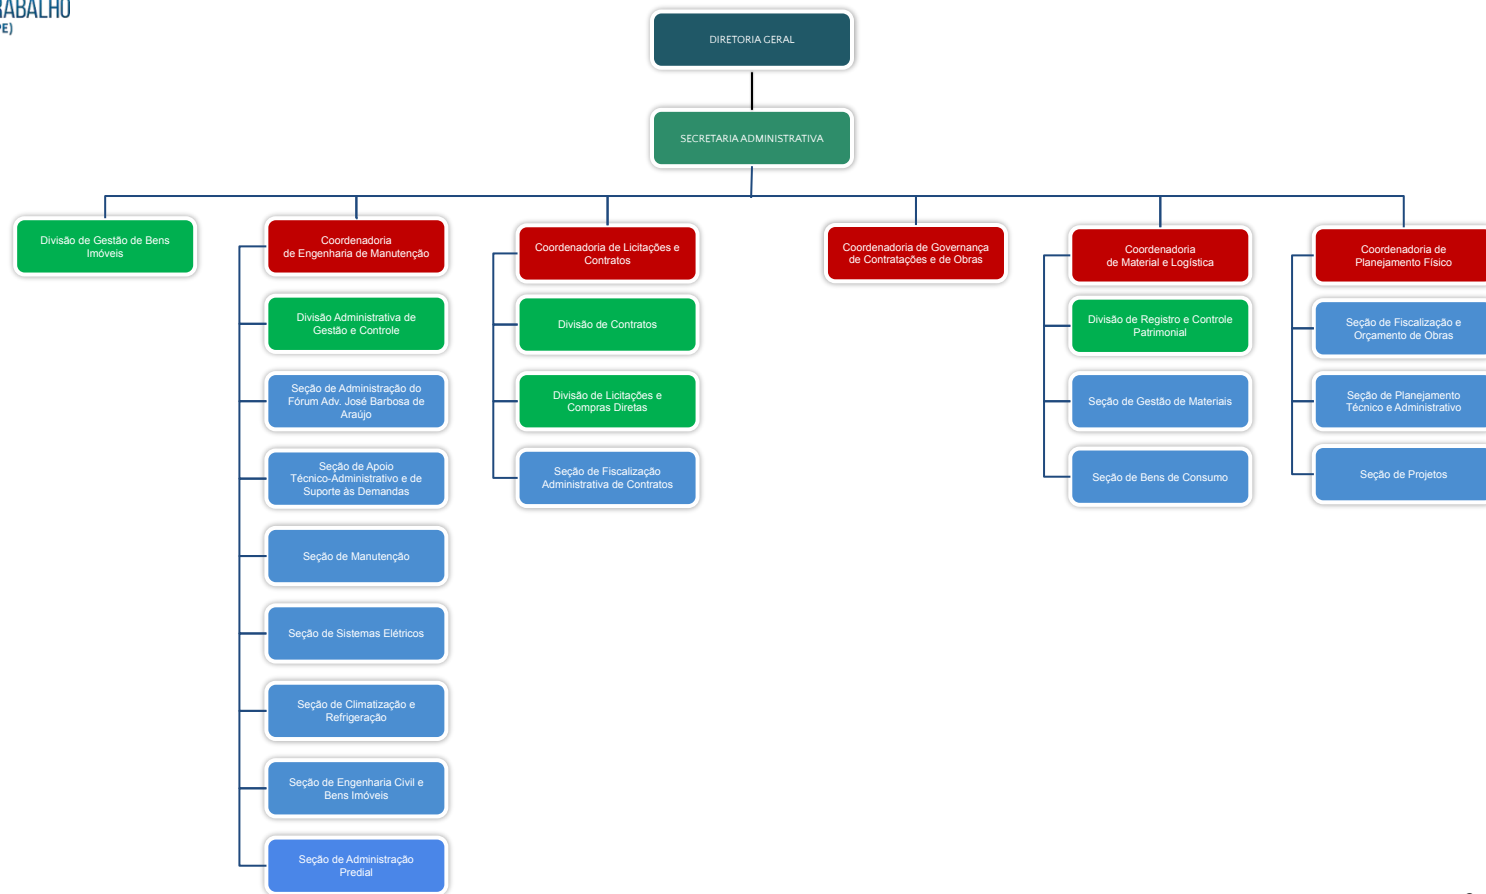 PE)
DIRETORIA GERAL
SECRETARIA ADMINISTRATIVA
Divisão de Gestão de Bens
Imóveis
Coordenadoria
de Engenharia de Manutenção
Divisão Administrativa de
Gestão e Controle
Seção de Administração do
Fórum Adv. José Barbosa de
Araújo
Seção de Apoio
Técnico-Administrativo e de
Suporte às Demandas
Seção de Manutenção
Seção de Sistemas Elétricos
Seção de Climatização e
Refrigeração
Seção de Engenharia Civil e
Bens Imóveis
Seção de Administração
Predial
Coordenadoria de Licitações e
Contratos
Divisão de Contratos
Divisão de Licitações e
Compras Diretas
Seção de Fiscalização
Administrativa de Contratos
Coordenadoria de Governança
de Contratações e de Obras
Coordenadoria
de Material e Logística
Divisão de Registro e Controle
Patrimonial
Seção de Gestão de Materiais
Seção de Bens de Consumo
Coordenadoria de
Planejamento Físico
Seção de Fiscalização e
Orçamento de Obras
Seção de Planejamento
Técnico e Administrativo
Seção de Projetos